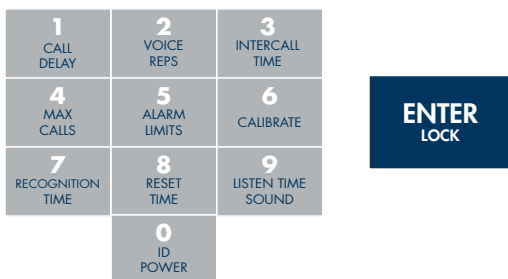 1
CALL
DELAY
2
VOICE
REPS
3
INTERCALL
TIME
4
MAX
CALLS
5
ALARM
LIMITS
6
CALIBRATE
7
RECOGNITION
TIME
8
RESET
TIME
9
LISTEN TIME
SOUND
0
ID
POWER
ENTER
LOCK